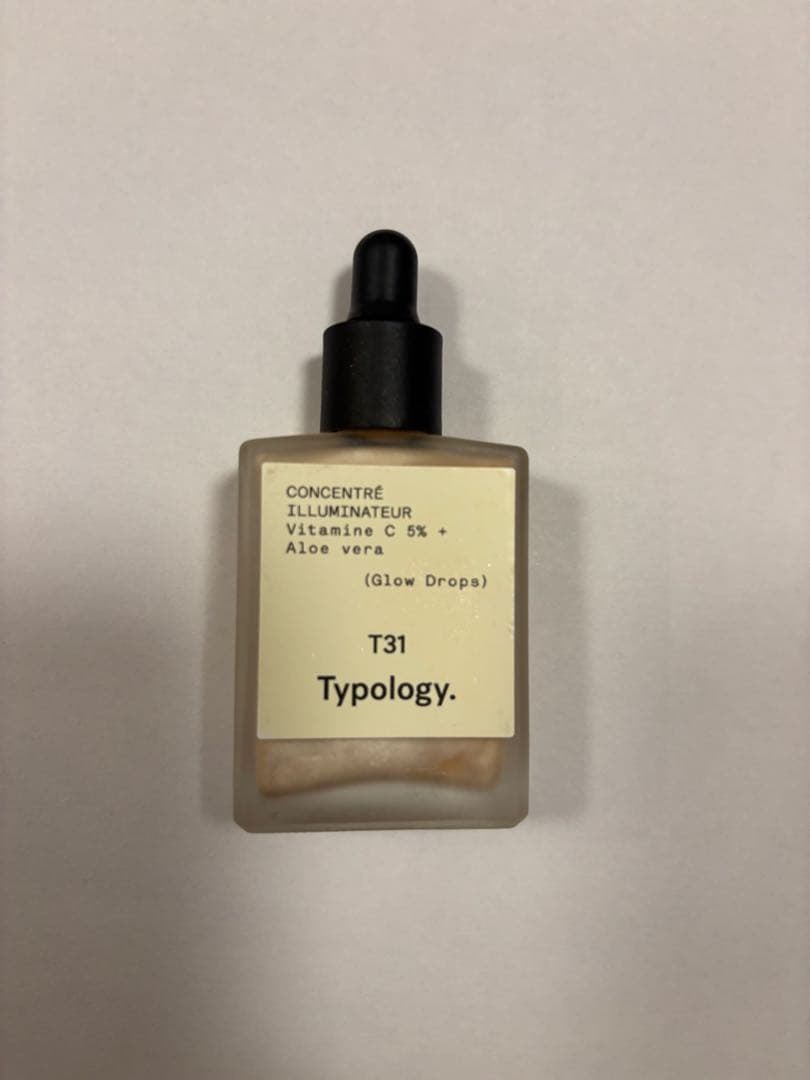 CONCENTRÉ
ILLUMINATEUR
Vitamine C 5% +
Aloe vera
(Glow Drops)
T31
Typology.